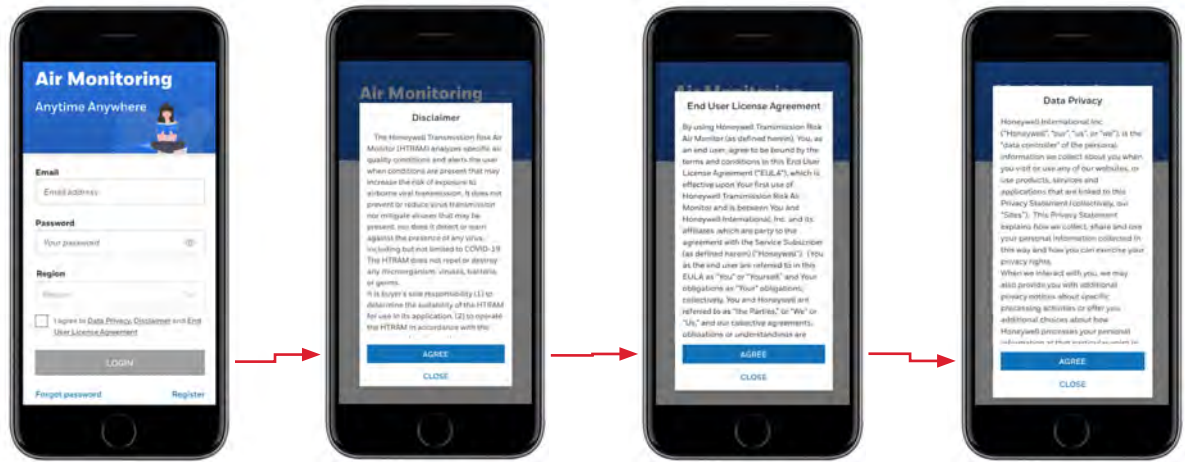 Air Monitoring
Anytime Anywhere
Email
Email address
Password
Your password
Region
Region
I agree to Data Privacy, Disclaimer and End
User License Agreement
LOGIN
Forgot password
Register
Air Monitoring
Disclaimer
The Honeywell Transmission Risk Air
Monitor (HTRAM) analyzes specific air
quality conditions and alerts the user
when conditions are present that may
increase the risk of exposure to
airborne viral transmission. It does not
prevent or reduce virus transmission
nor mitigate viruses that may be
present, nor does it detect or warn
against the presence of any virus,
including but not limited to COVID-19
The HTRAM does not repel or destroy
any microorganism, viruses, bacteria,
or germs.
It is buyer's sole responsibility (1) to
determine the suitability of the HTRAM
for use in its application, (2) to operate
the HTRAM in accordance with the
AGREE
CLOSE
Air Monitoring
End User License Agreement
By using Honeywell Transmission Risk
Air Monitor (as defined herein), You, as
an end user, agree to be bound by the
terms and conditions in this End User
License Agreement ("EULA"), which is
effective upon Your first use of
Honeywell Transmission Risk Air
Monitor and is between You and
Honeywell International, Inc. and its
affiliates which are party to the
agreement with the Service Subscriber
(as defined herein) ("Honeywell"). (You
as the end user are referred to in this
EULA as "You" or "Yourself" and Your
obligations as "Your" obligations;
collectively, You and Honeywell are
referred to as "the Parties," or "We" or
"Us," and our collective agreements,
obligations or understandings are
AGREE
CLOSE
Data Privacy
Honeywell International Inc.
("Honeywell", "our", "us", or "we"), is the
"data controller" of the personal
information we collect about you when
you visit or use any of our websites, or
use products, services and
applications that are linked to this
Privacy Statement (collectively, our
"Sites"). This Privacy Statement
explains how we collect, share and use
your personal information collected in
this way and how you can exercise your
privacy rights.
When we interact with you, we may
also provide you with additional
privacy notices about specific
processing activities or offer you
additional choices about how
Honeywell processes your personal
information at that
AGREE
CLOSE